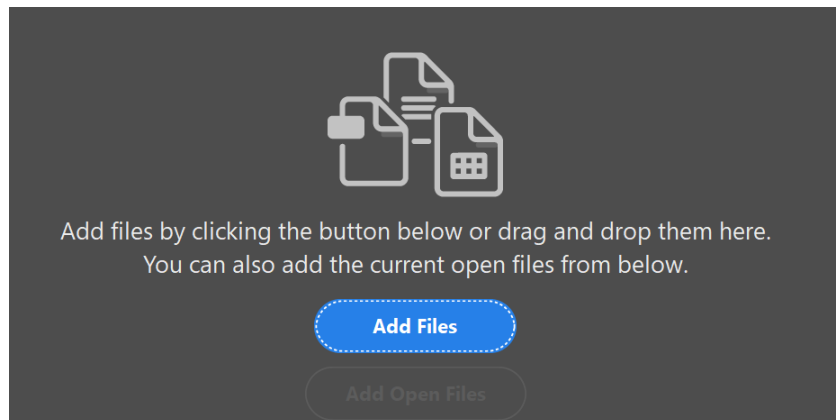 Add files by clicking the button below or drag and drop them here.
You can also add the current open files from below.
Add Files
Add Open Files